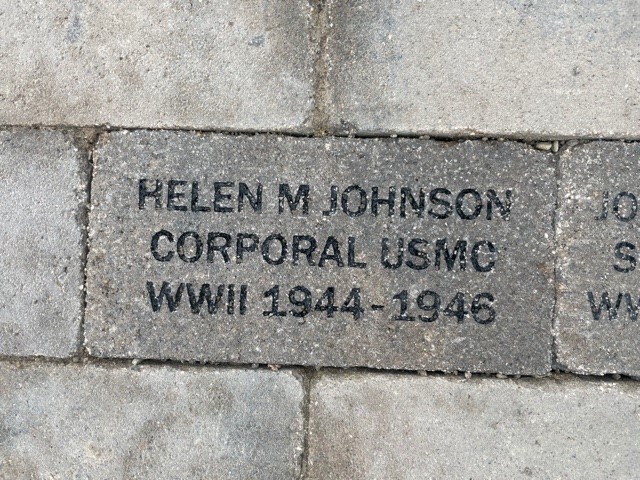 HELEN M JOHNSON
CORPORAL USMC
WWII 1944-1946